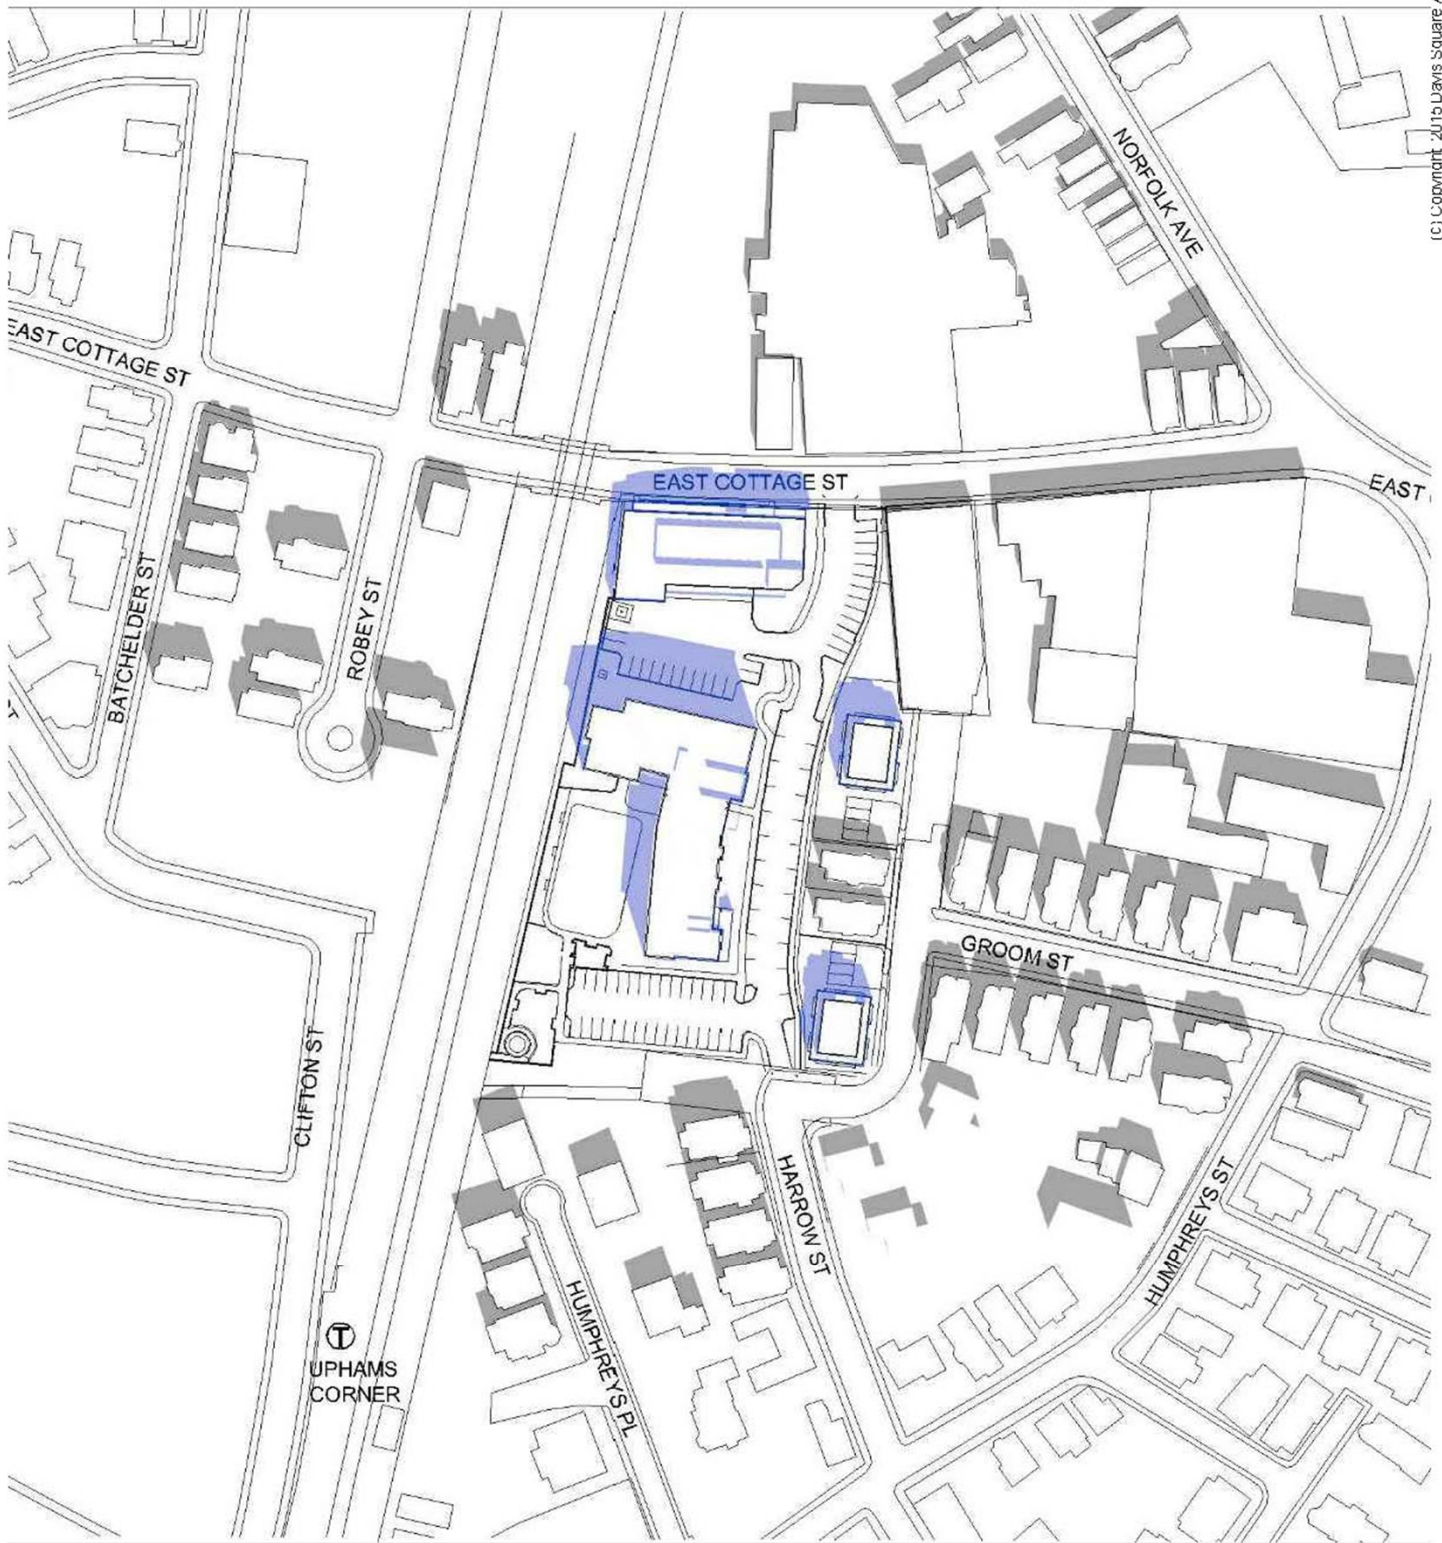 (C) Copyright 2015 Davis Square
NORFOLK AVE
EAST COTTAGE ST
EAST COTTAGE ST
EAST
BATCHELDER ST
ROBEY ST
GROOM ST
CLIFTON ST
HARROW ST
HUMPHREYS ST
HUMPHREYS PL
T
UPHAMS
CORNER